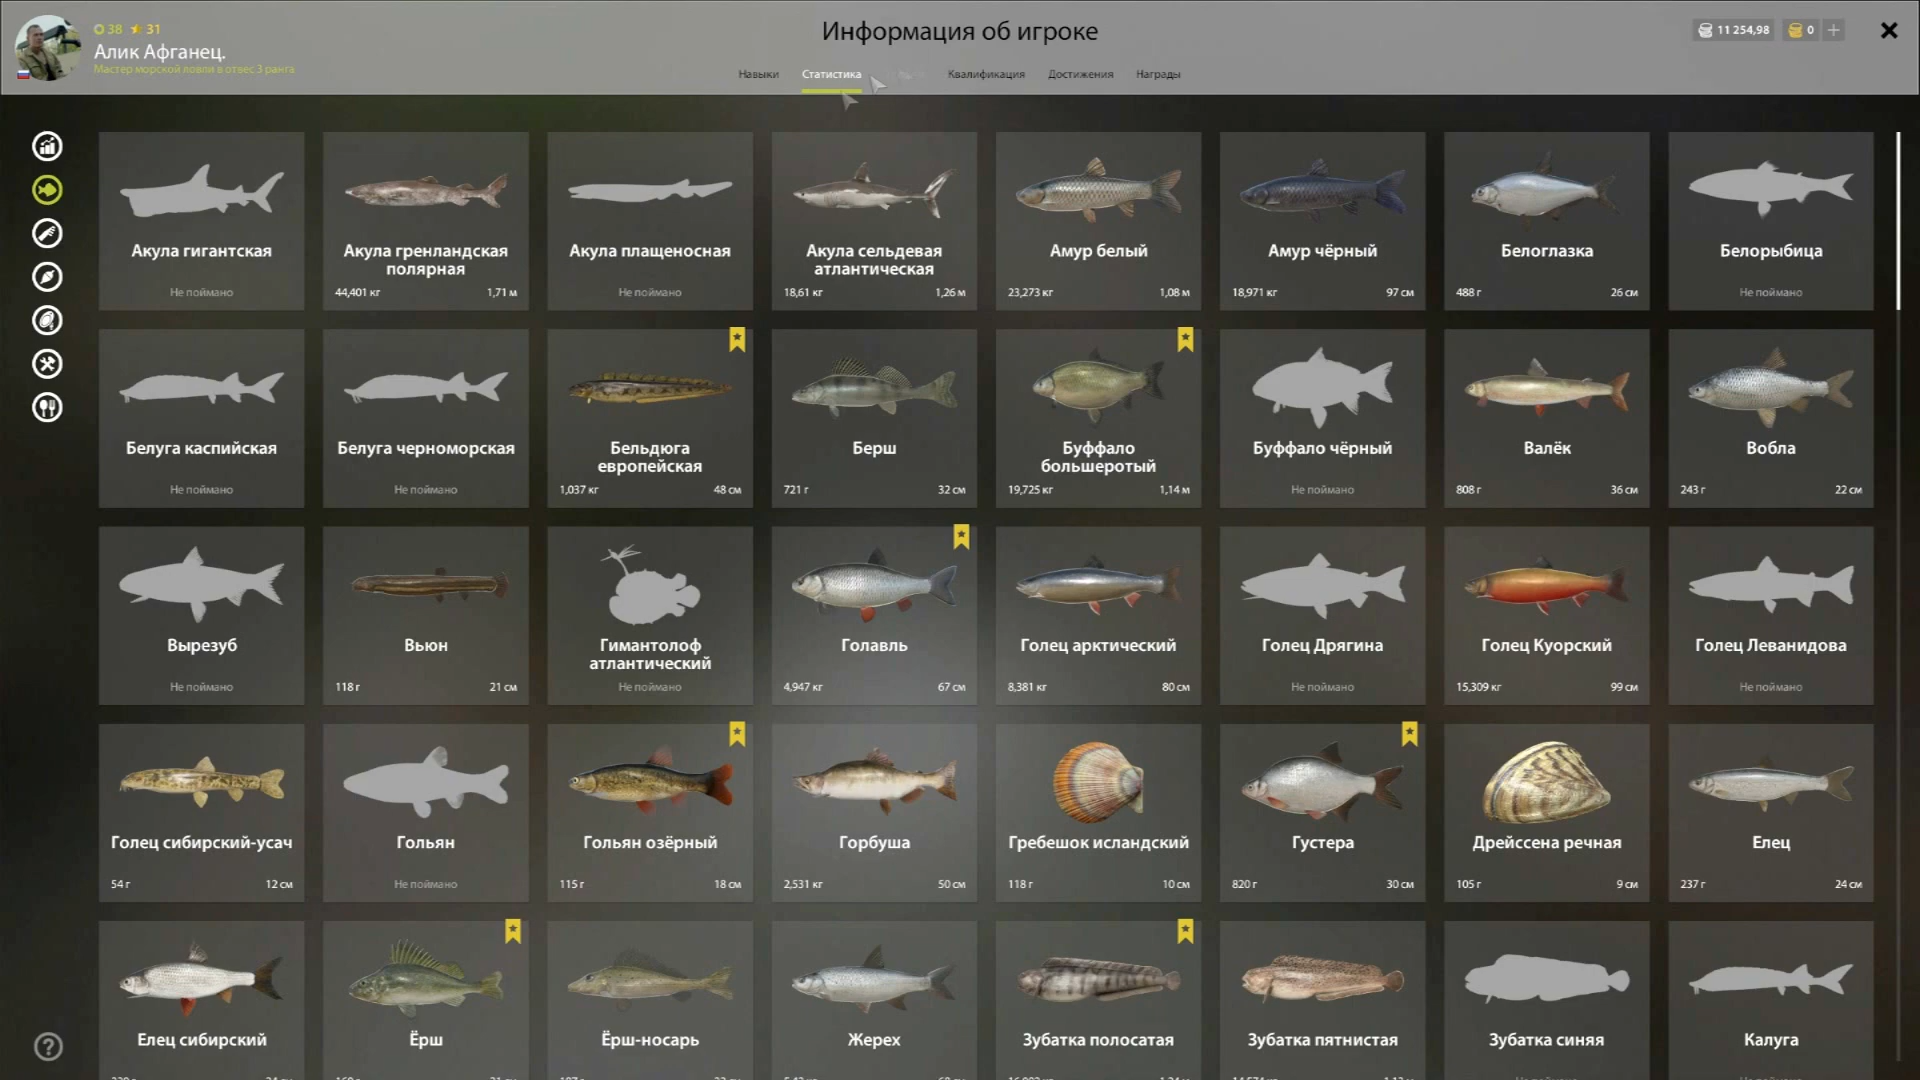 38 31
Алик Афганец.
Мастер морской ловли в отвес 3 ранга
Информация об игроке
11 254,98 0
Навыки Статистика Квалификация Достижения Награды
Акула гигантская
Не поймано
Акула гренландская
полярная
44,401 кг 1,71 м
Акула плащеносная
Не поймано
Акула сельдевая
атлантическая
18,61 кг 1,26 м
Амур белый
23,273 кг 1,08 м
Амур чёрный
18,971 кг 97 см
Белоглазка
488 г 26 см
Белорыбица
Не поймано
Белуга каспийская
Не поймано
Белуга черноморская
Не поймано
Бельдюга
европейская
1,037 кг 48 см
Берш
721 г 32 см
Буффало
большеротый
19,725 кг 1,14 м
Буффало чёрный
Не поймано
Валёк
808 г 36 см
Вобла
243 г 22 см
Вырезуб
Не поймано
Вьюн
118 г 21 см
Гимантолоф
атлантический
Не поймано
Голавль
4,947 кг 67 см
Голец арктический
8,381 кг 80 см
Голец Дрягина
Не поймано
Голец Куорский
15,309 кг 99 см
Голец Леванидова
Не поймано
Голец сибирский-усач
54 г 12 см
Гольян
Не поймано
Гольян озёрный
115 г 18 см
Горбуша
2,531 кг 50 см
Гребешок исландский
118 г 10 см
Густера
820 г 30 см
Дрейссена речная
105 г 9 см
Елец
237 г 24 см
Елец сибирский
Ёрш
Ёрш-носарь
Жерех
Зубатка полосатая
Зубатка пятнистая
Зубатка синяя
Калуга